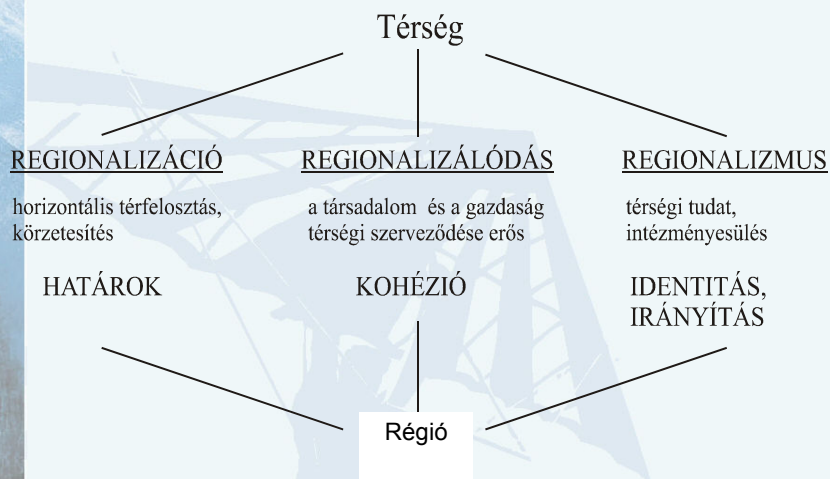 Térség
REGIONALIZÁCIÓ
horizontális térfelosztás,
körzetesítés
HATÁROK
REGIONALIZÁLÓDÁS
a társadalom és a gazdaság
térségi szerveződése erős
KOHÉZIÓ
REGIONALIZMUS
térségi tudat,
intézményesülés
IDENTITÁS,
IRÁNYÍTÁS
Régió